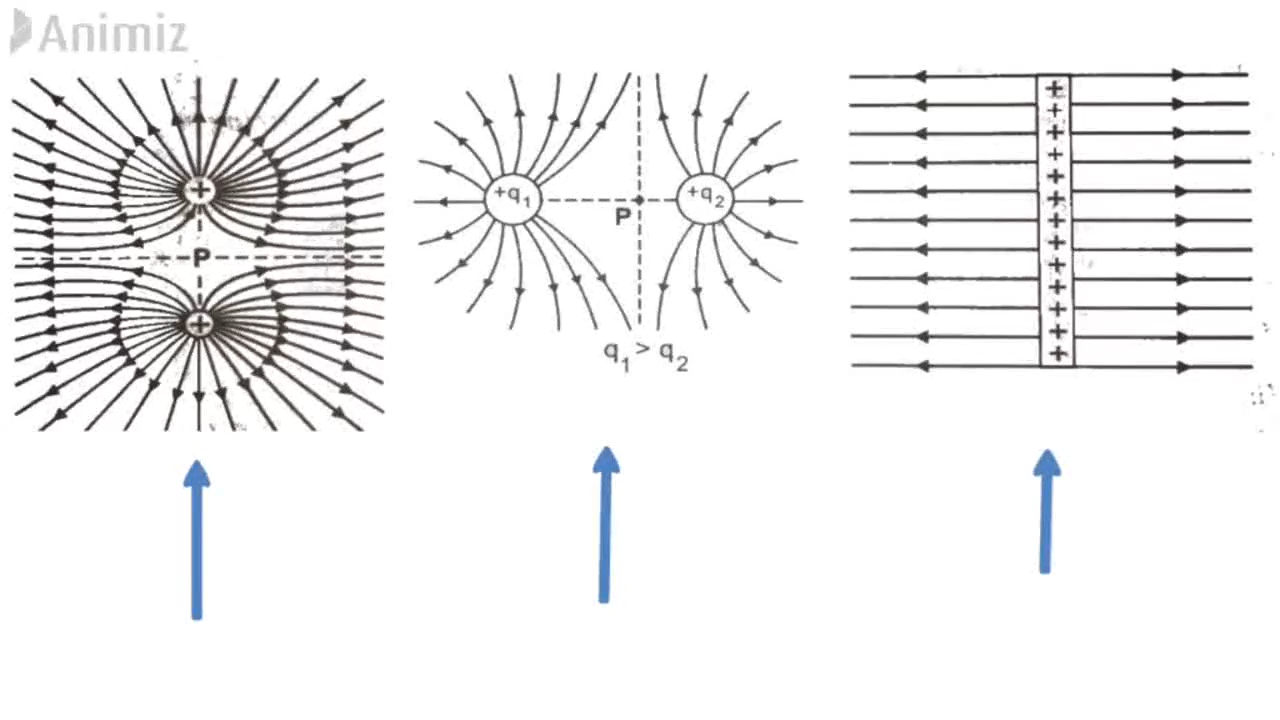 Animiz
+
P
+
+q1
P
+q2
q1 > q2
+
+
+
+
+
+
+
+
+
+
+
+
+